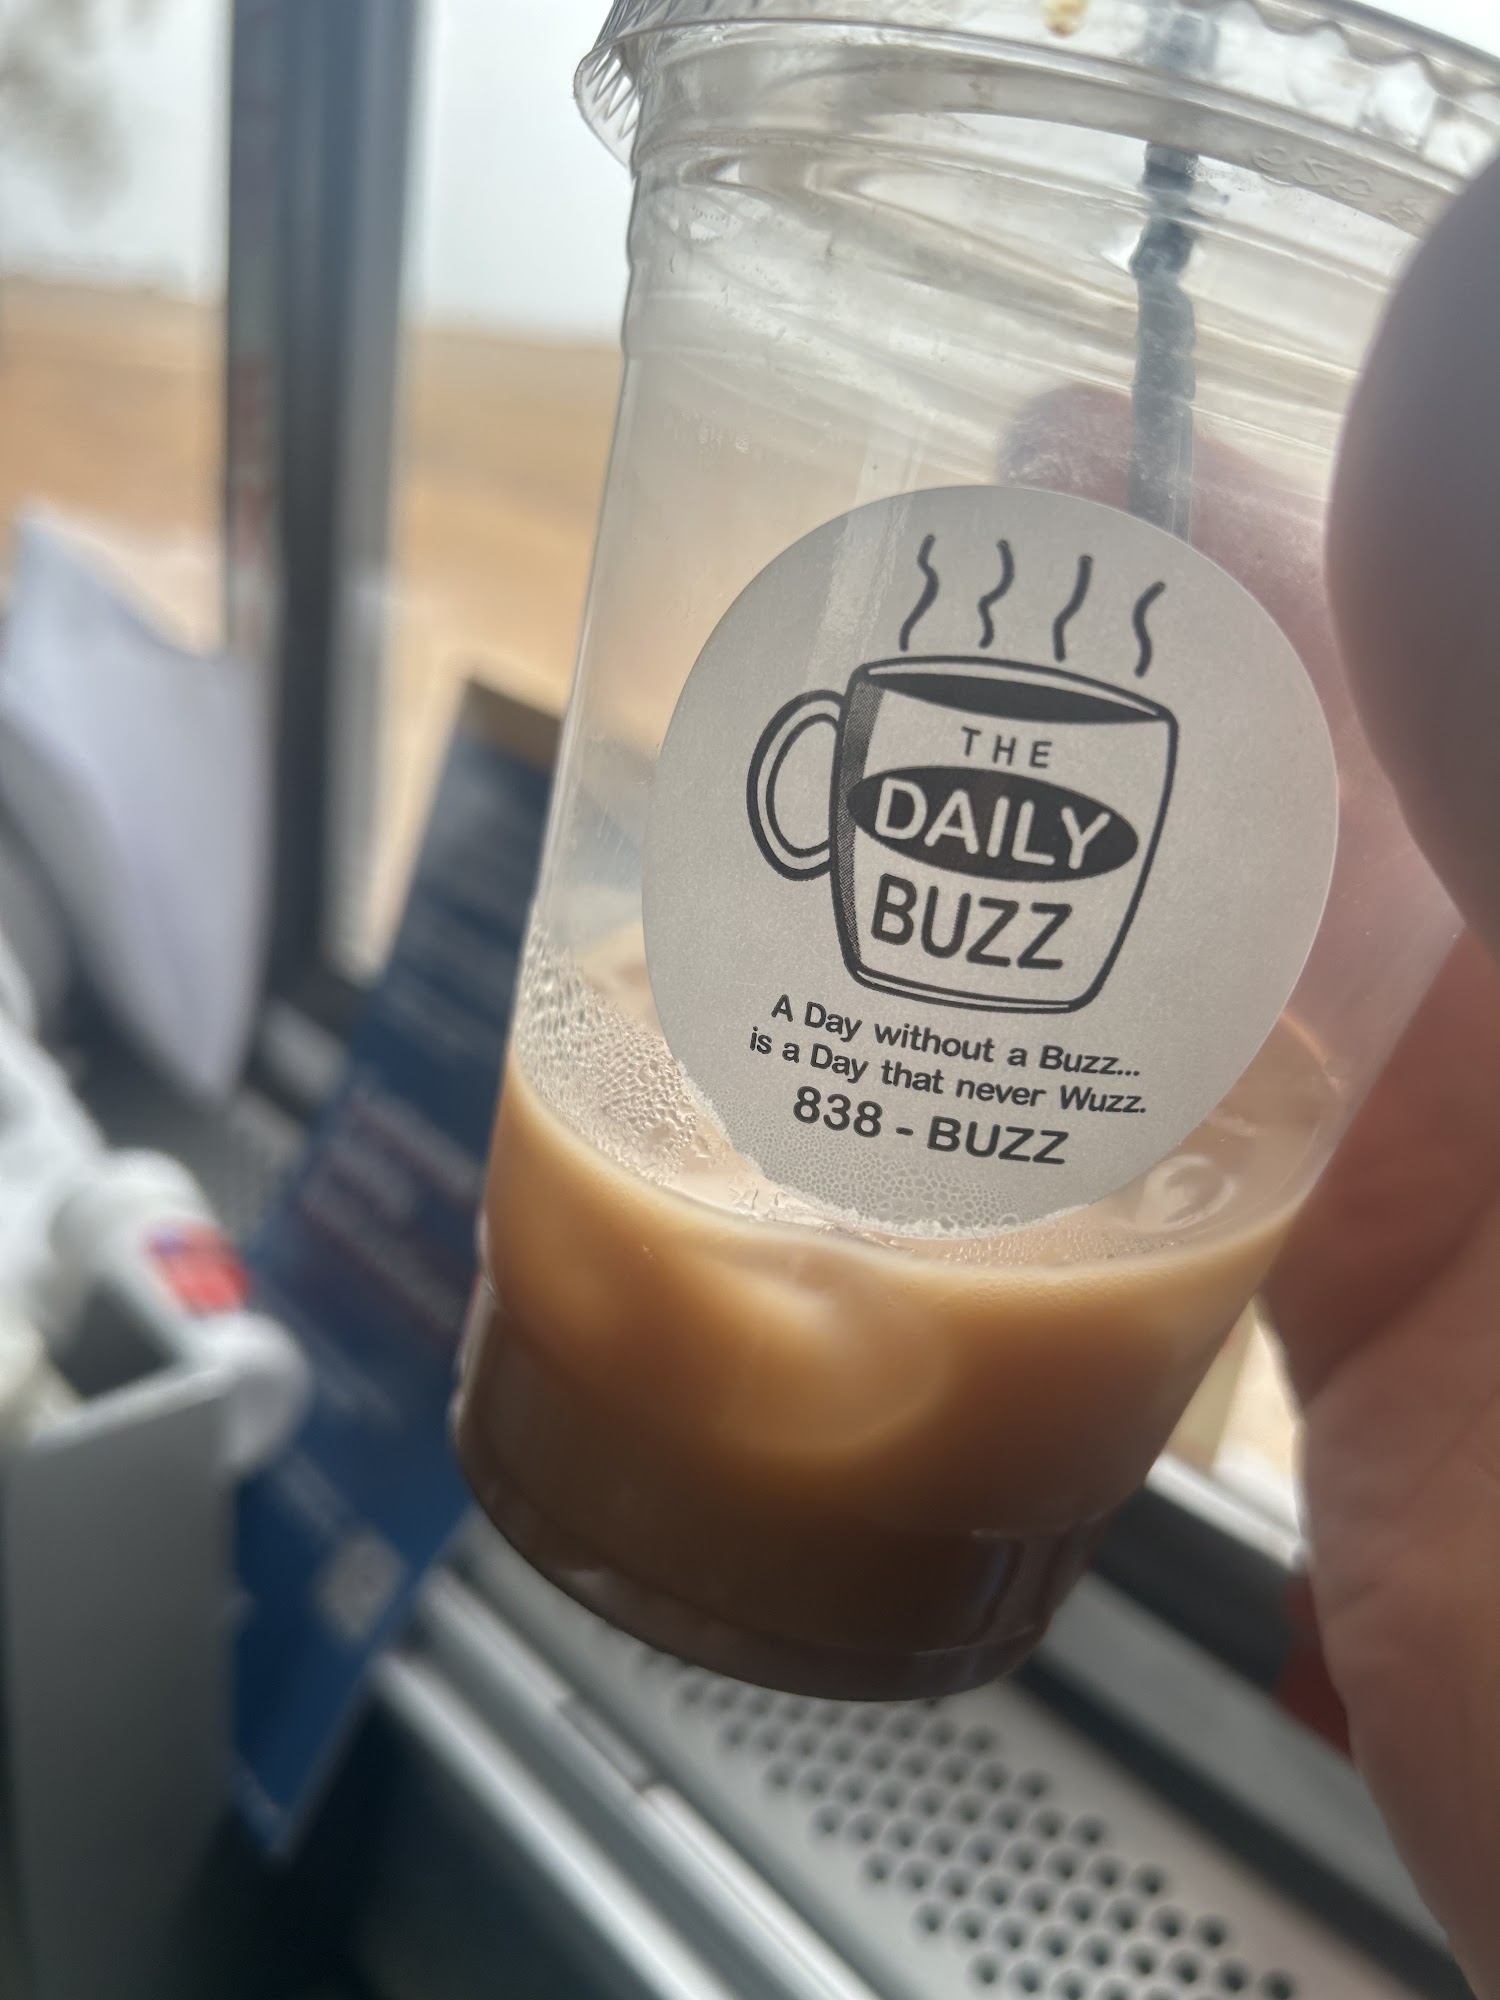 THE
DAILY
BUZZ
A Day without a Buzz...
is a Day that never Wuzz.
838 - BUZZ